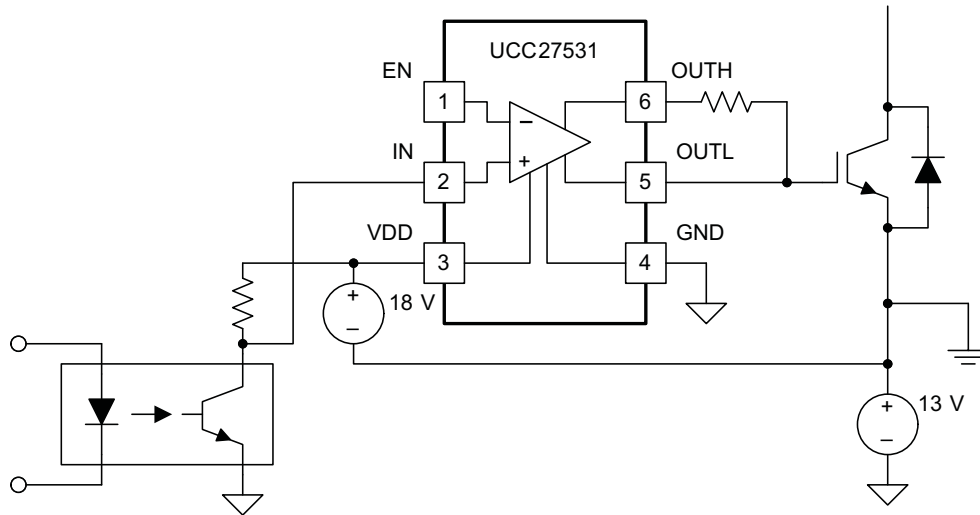 UCC27531
EN
OUTH
1
6
−
IN
OUTL
+
2
5
VDD
GND
3
4
+
18 V
−
+
13 V
−